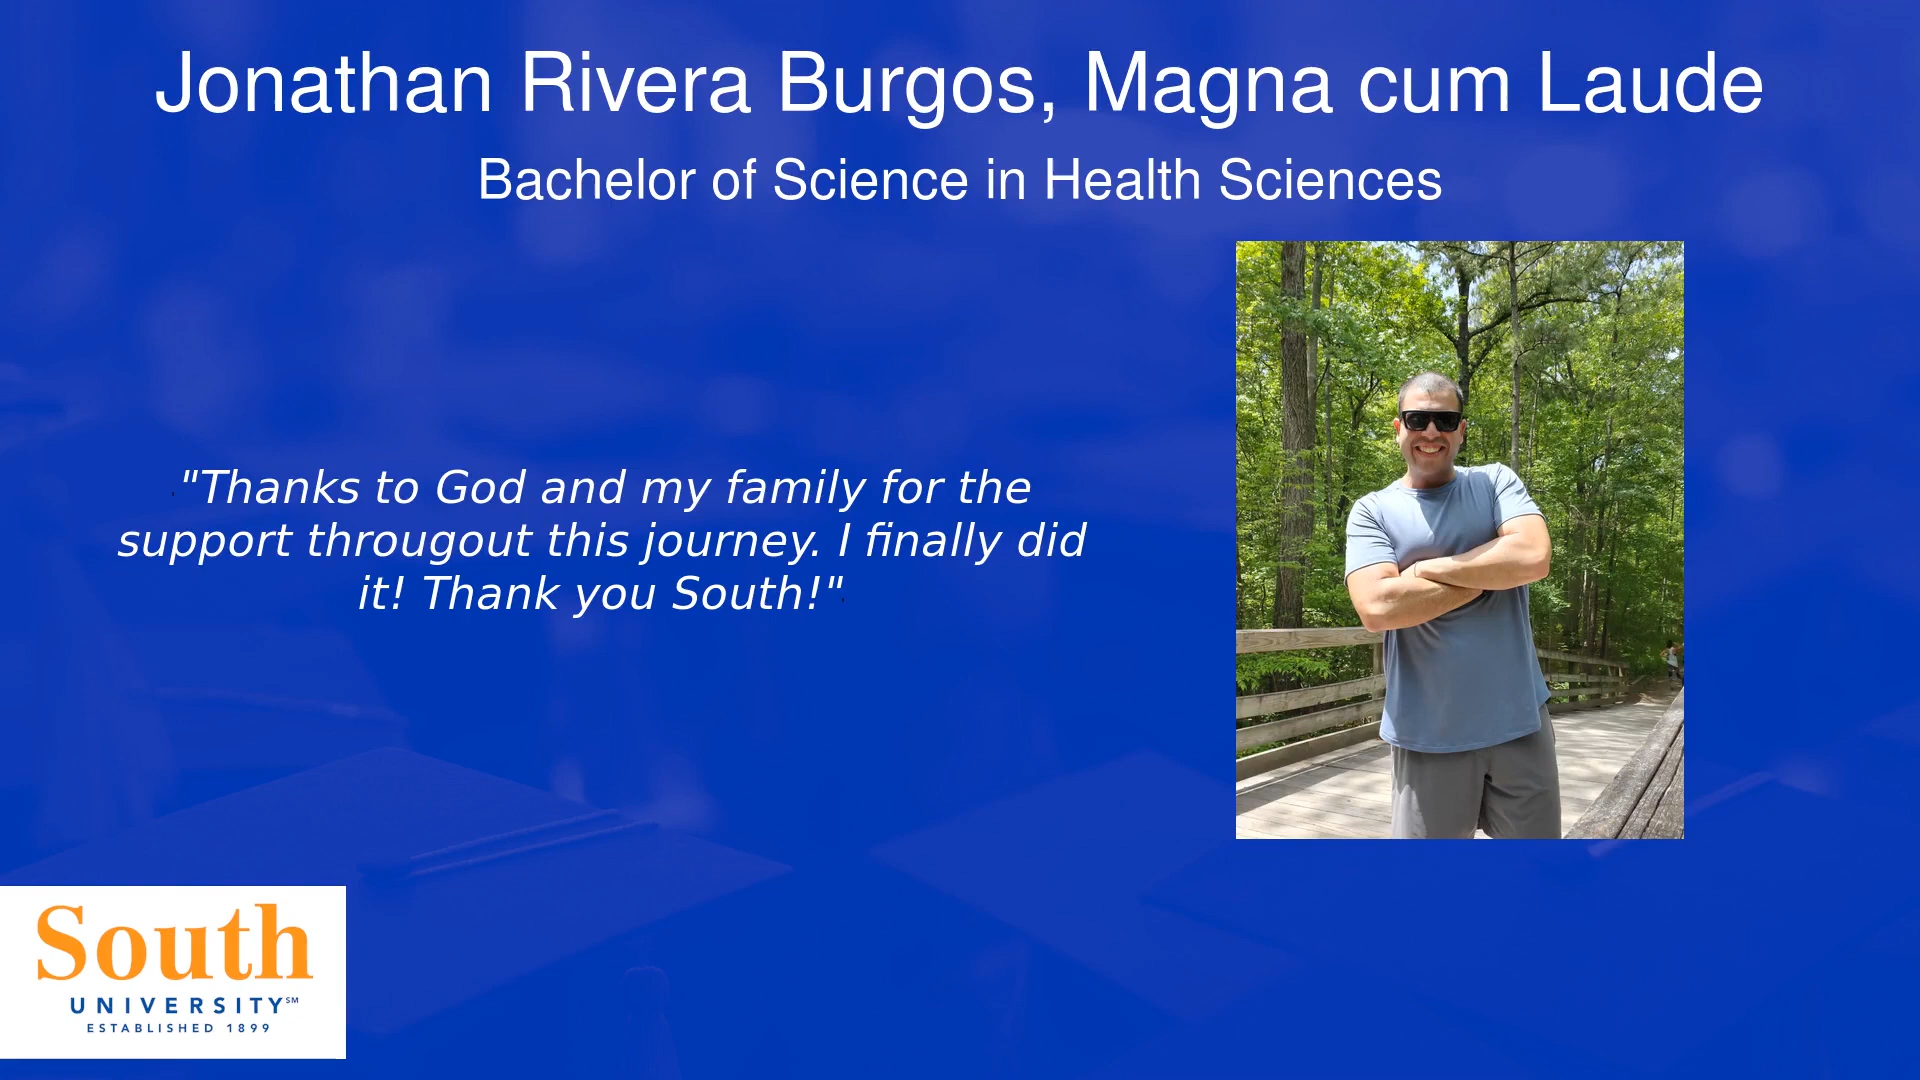 Jonathan Rivera Burgos, Magna cum Laude
Bachelor of Science in Health Sciences
"Thanks to God and my family for the
support througout this journey. I finally did
it! Thank you South!"
South
UNIVERSITY℠
ESTABLISHED 1899